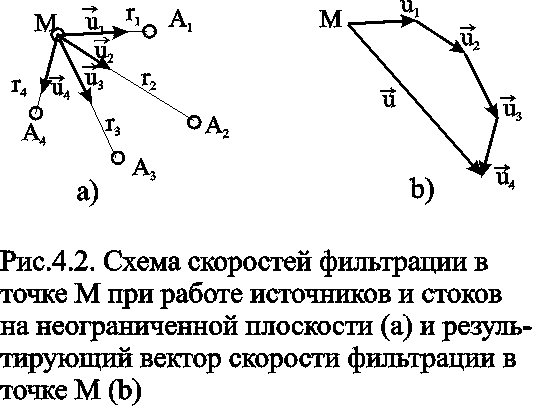 M r₁ A₁
u⃗₁
u⃗₂
r₄ u⃗₄ u⃗₃ r₂
A₄ r₃ A₂
A₃
a)
M u⃗₁
u⃗₂
u⃗ u⃗₃
u⃗₄
b)
Рис.4.2. Схема скоростей фильтрации в
точке М при работе источников и стоков
на неограниченной плоскости (а) и резуль-
тирующий вектор скорости фильтрации в
точке М (b)